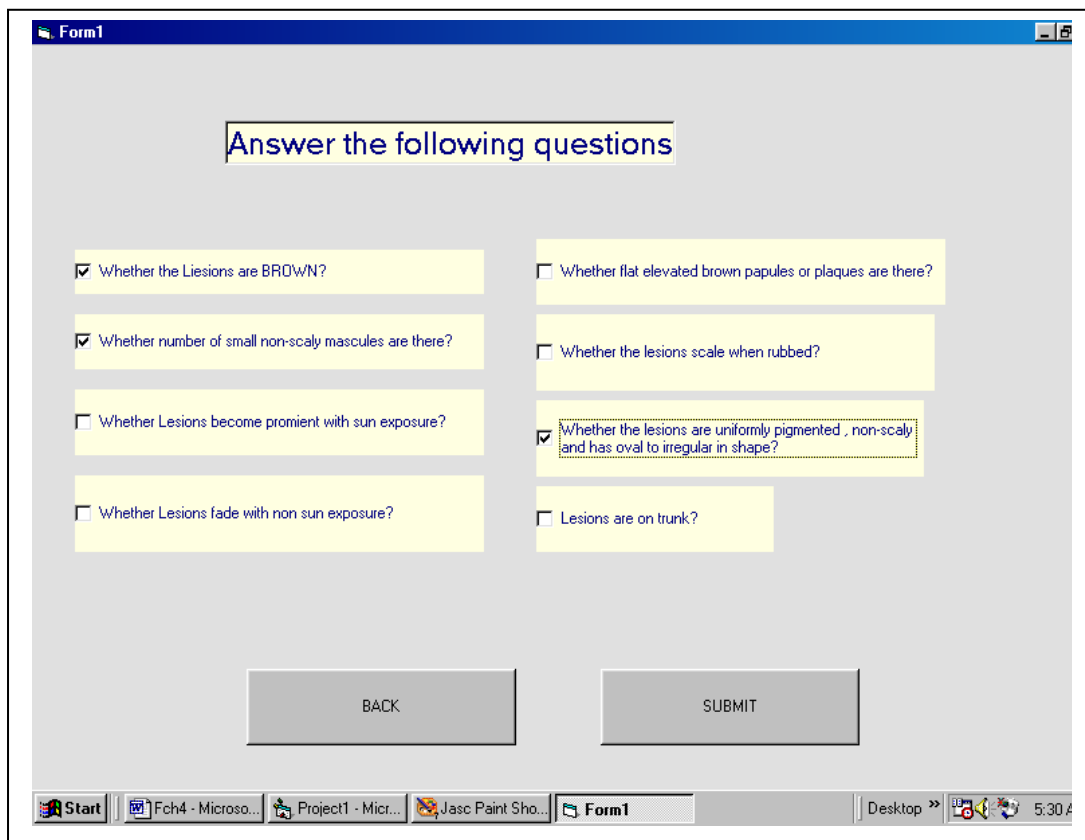 Form1
Answer the following questions
Whether the Liesions are BROWN?
Whether number of small non-scaly mascules are there?
Whether Lesions become promient with sun exposure?
Whether Lesions fade with non sun exposure?
Whether flat elevated brown papules or plaques are there?
Whether the lesions scale when rubbed?
Whether the lesions are uniformly pigmented , non-scaly
and has oval to irregular in shape?
Lesions are on trunk?
BACK
SUBMIT
Start
Fch4 - Microso...
Project1 - Micr...
Jasc Paint Sho...
Form1
Desktop »
5:30 A